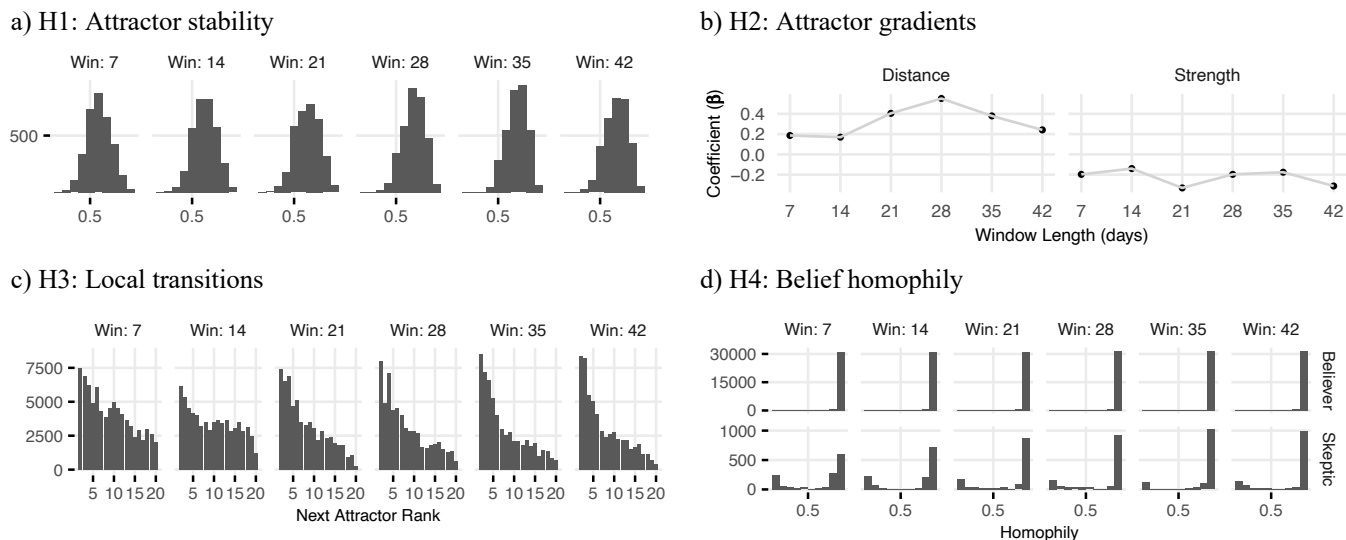 a) H1: Attractor stability
Win: 7 Win: 14 Win: 21 Win: 28 Win: 35 Win: 42
500
0.5 0.5 0.5 0.5 0.5 0.5
b) H2: Attractor gradients
Distance Strength
Coefficient (β)
0.4
0.2
0.0
−0.2
7 14 21 28 35 42 7 14 21 28 35 42
Window Length (days)
c) H3: Local transitions
Win: 7 Win: 14 Win: 21 Win: 28 Win: 35 Win: 42
7500
5000
2500
0
5 10 15 20 5 10 15 20 5 10 15 20 5 10 15 20 5 10 15 20 5 10 15 20
Next Attractor Rank
d) H4: Belief homophily
Win: 7 Win: 14 Win: 21 Win: 28 Win: 35 Win: 42
30000
15000
0
Believer
1000
500
0
Skeptic
0.5 0.5 0.5 0.5 0.5 0.5
Homophily